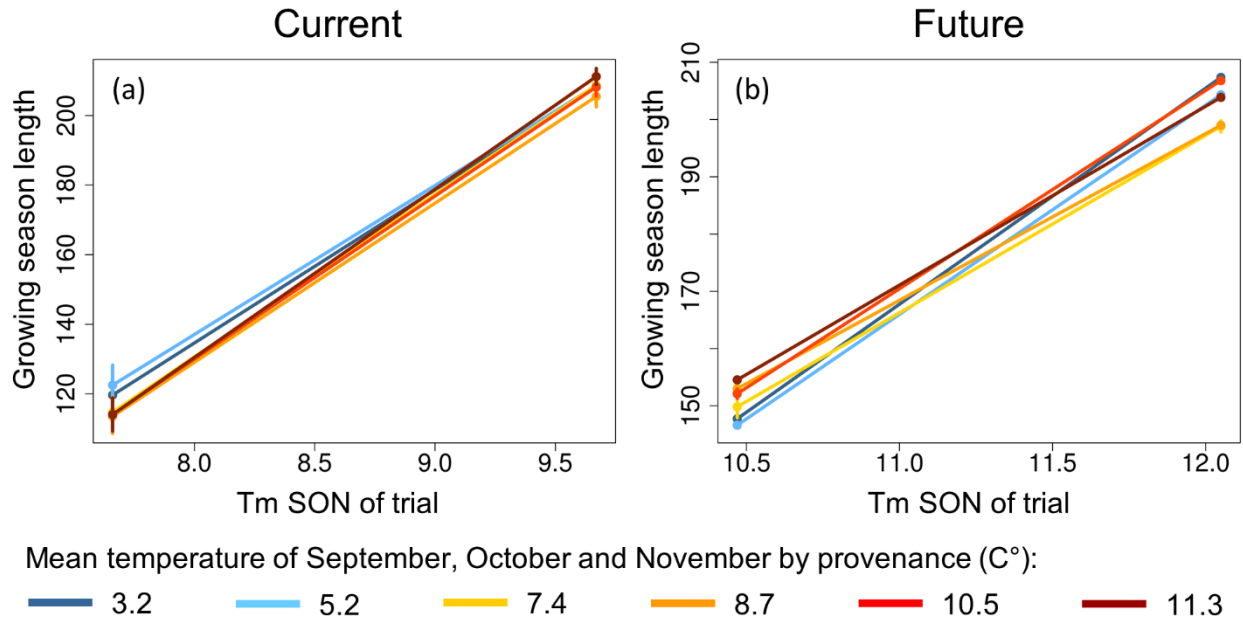 Current
Future
(a)
(b)
Growing season length
200
180
160
140
120
8.0
8.5
9.0
9.5
Tm SON of trial
Growing season length
210
190
170
150
10.5
11.0
11.5
12.0
Tm SON of trial
Mean temperature of September, October and November by provenance (C°):
3.2
5.2
7.4
8.7
10.5
11.3